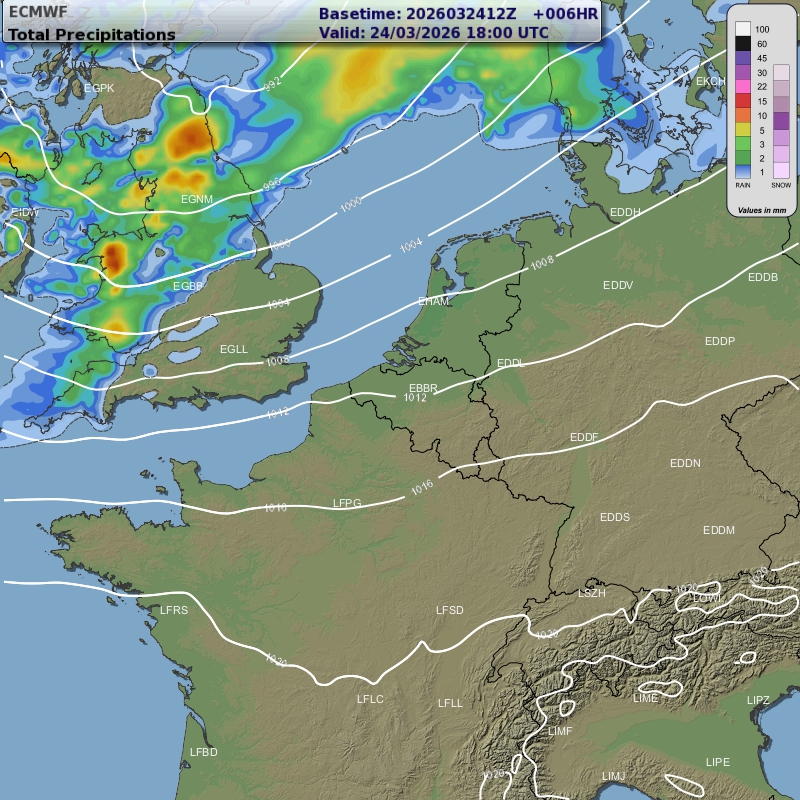 ECMWF
Basetime: 2026032412Z +006HR
Total Precipitations
Valid: 24/03/2026 18:00 UTC
100
60
45
30
22
15
10
5
3
2
1
RAIN SNOW
Values in mm
992
EGPK
EKCH
996
EGNM
1000
EIDW
EDDH
1000
1004
1008
EGBB
EDDV
EDDB
EHAM
1004
EDDP
EGLL
1008
EDDL
EBBR
1012
1012
EDDF
EDDN
1016
LFPG
EDDS
EDDM
1020
1020
LSZH
LOWI
LFRS
LFSD
1020
1020
LFLC
LFLL
LIME
LIPZ
LIMF
LFBD
LIPE
1020
LIMJ